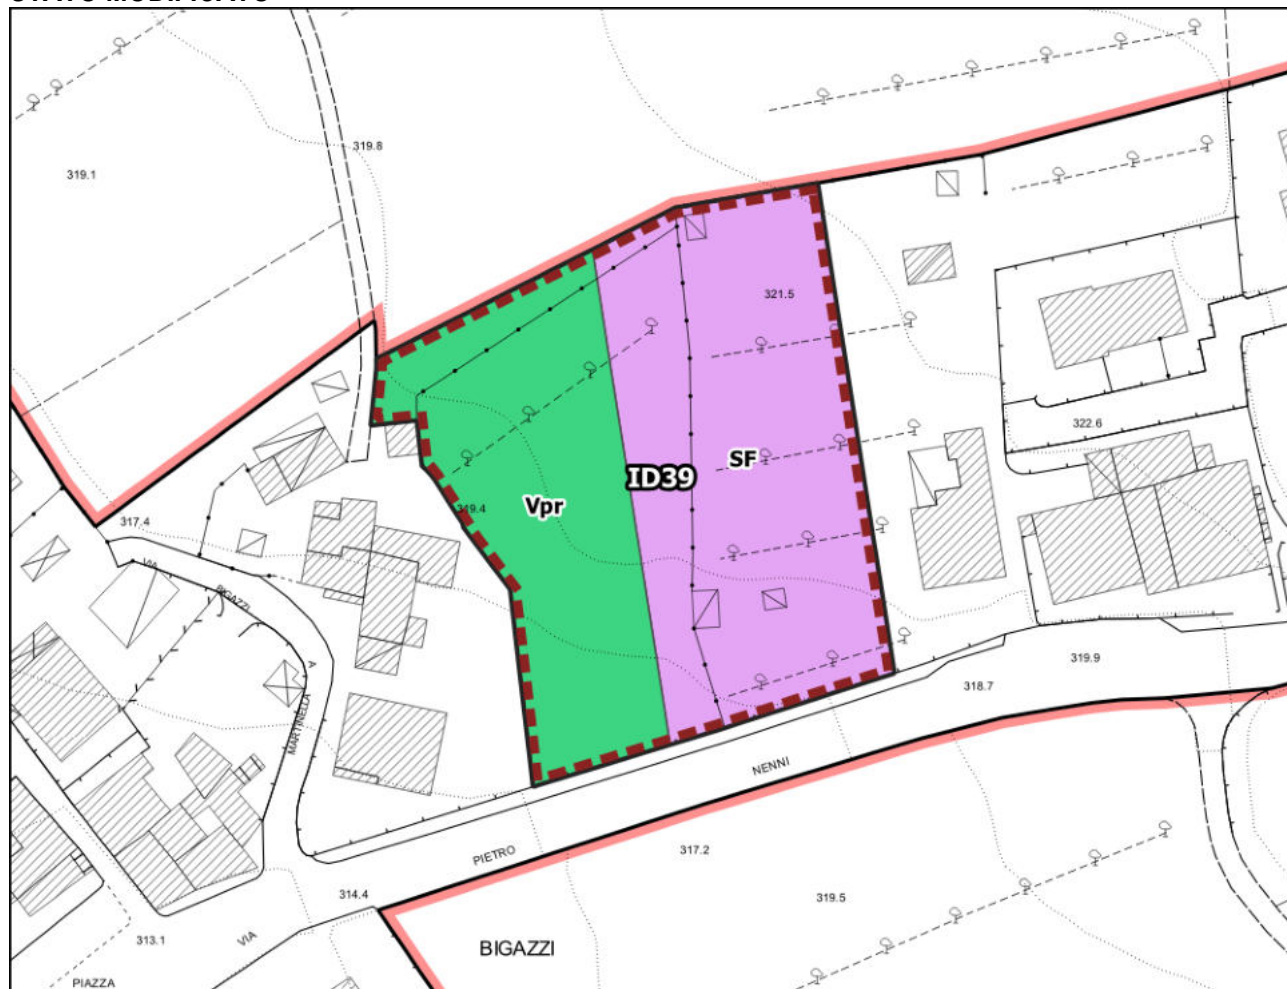 319.8
319.1
321.5
322.6
ID39
SF
Vpr
319.4
317.4
VIA
BIGAZZI
A
MARTINELLA
319.9
318.7
NENNI
PIETRO
317.2
314.4
319.5
313.1
VIA
BIGAZZI
PIAZZA